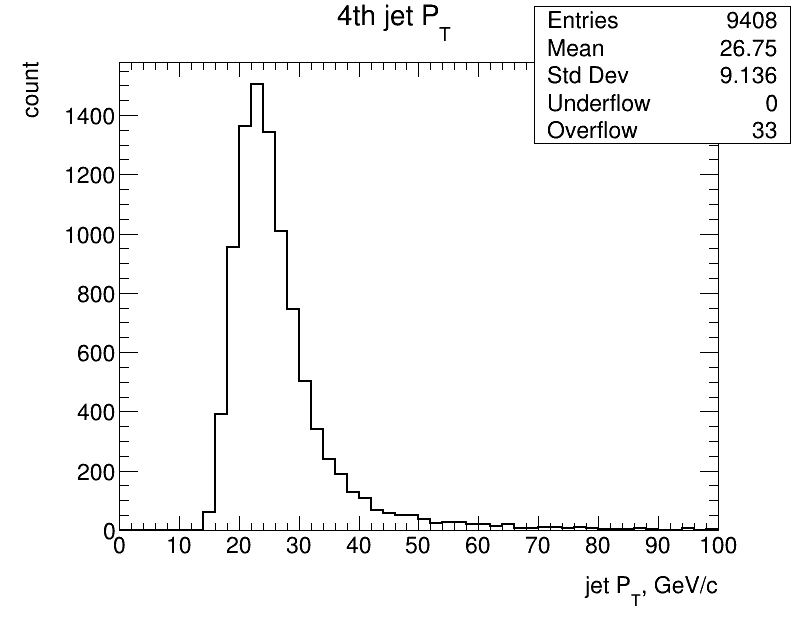 4th jet P_T
Entries 9408
Mean 26.75
Std Dev 9.136
Underflow 0
Overflow 33
count
1400
1200
1000
800
600
400
200
0
0 10 20 30 40 50 60 70 80 90 100
jet P_T, GeV/c